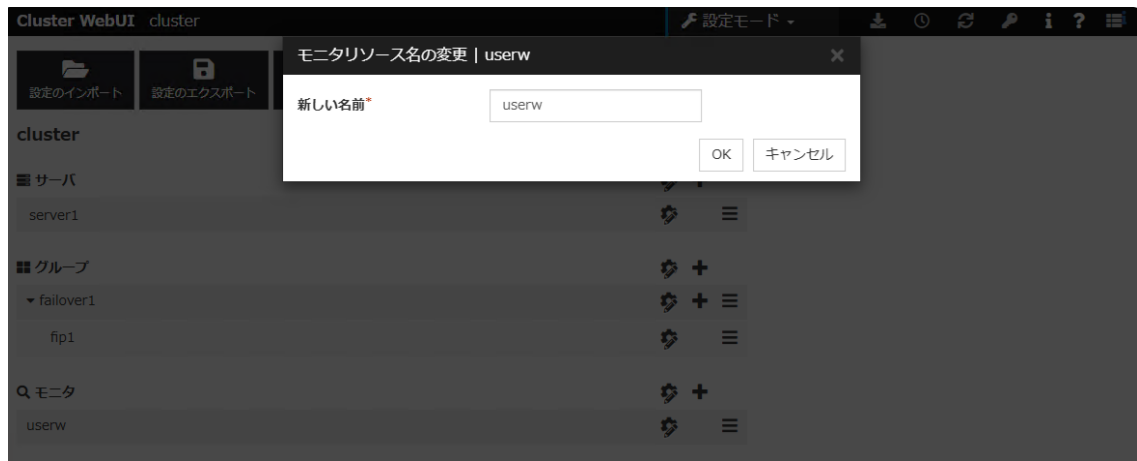 Cluster WebUI cluster 設定モード
モニタリソース名の変更 | userw
設定のインポート 設定のエクスポート
新しい名前*
userw
OK キャンセル
cluster
サーバ
server1
グループ
failover1
fip1
モニタ
userw